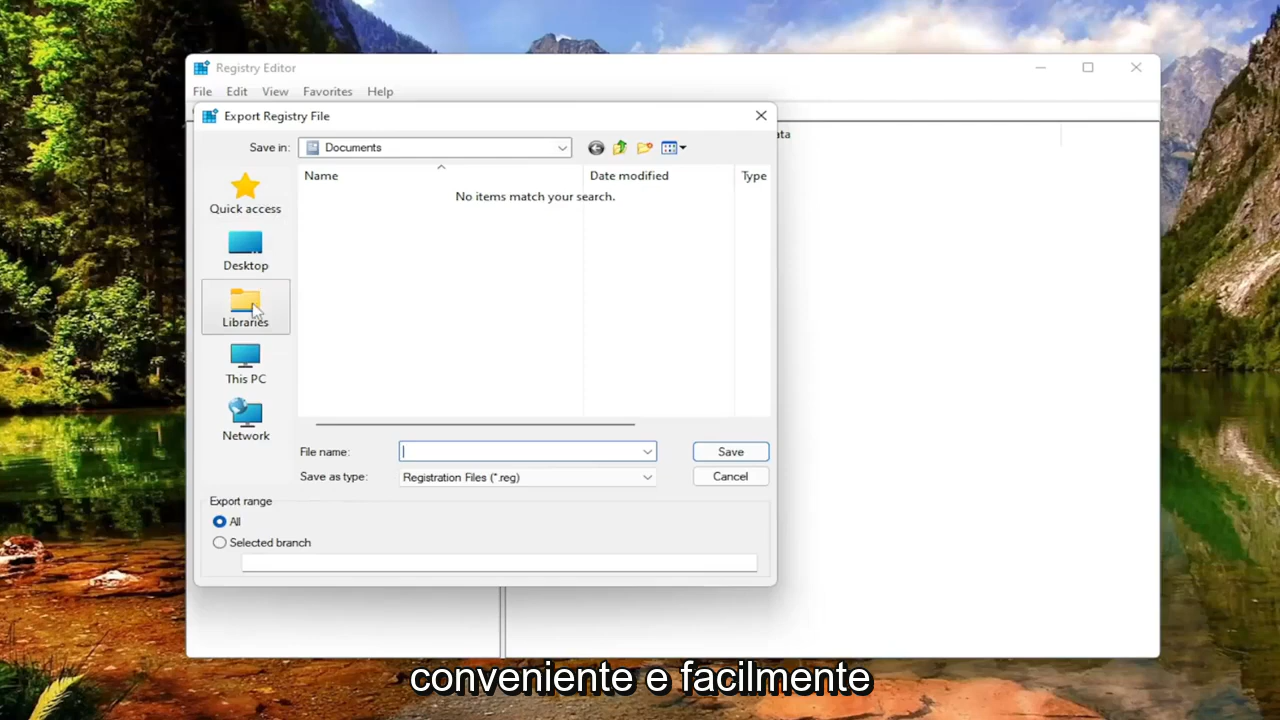 Registry Editor
File Edit View Favorites Help
Export Registry File
Save in: Documents
ata
Name Date modified Type
No items match your search.
Quick access
Desktop
Libraries
This PC
Network
File name: Save
Save as type: Registration Files (*.reg) Cancel
Export range
All
Selected branch
conveniente e facilmente